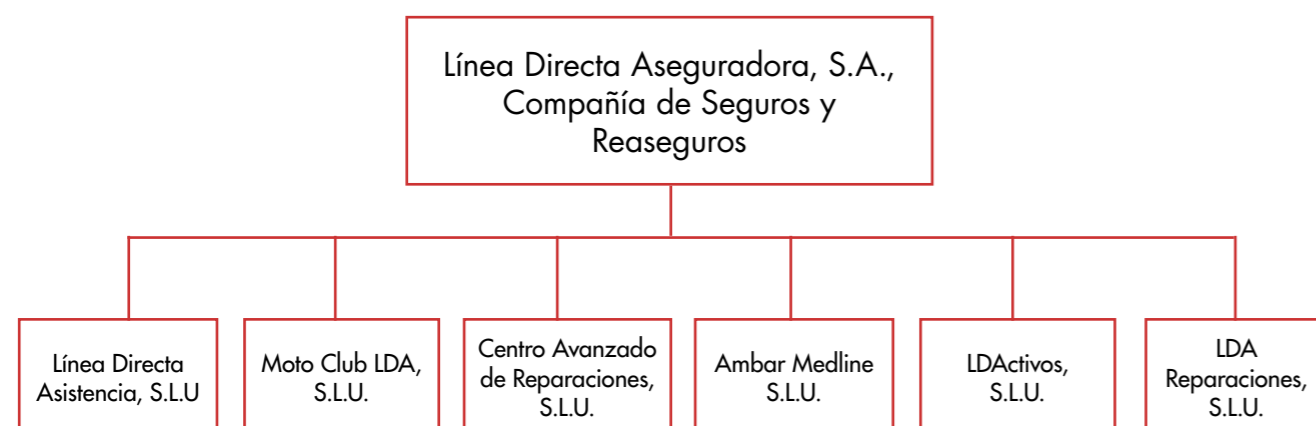 Línea Directa Aseguradora, S.A.,
Compañía de Seguros y
Reaseguros
Línea Directa
Asistencia, S.L.U
Moto Club LDA,
S.L.U.
Centro Avanzado
de Reparaciones,
S.L.U.
Ambar Medline
S.L.U.
LDActivos,
S.L.U.
LDA
Reparaciones,
S.L.U.